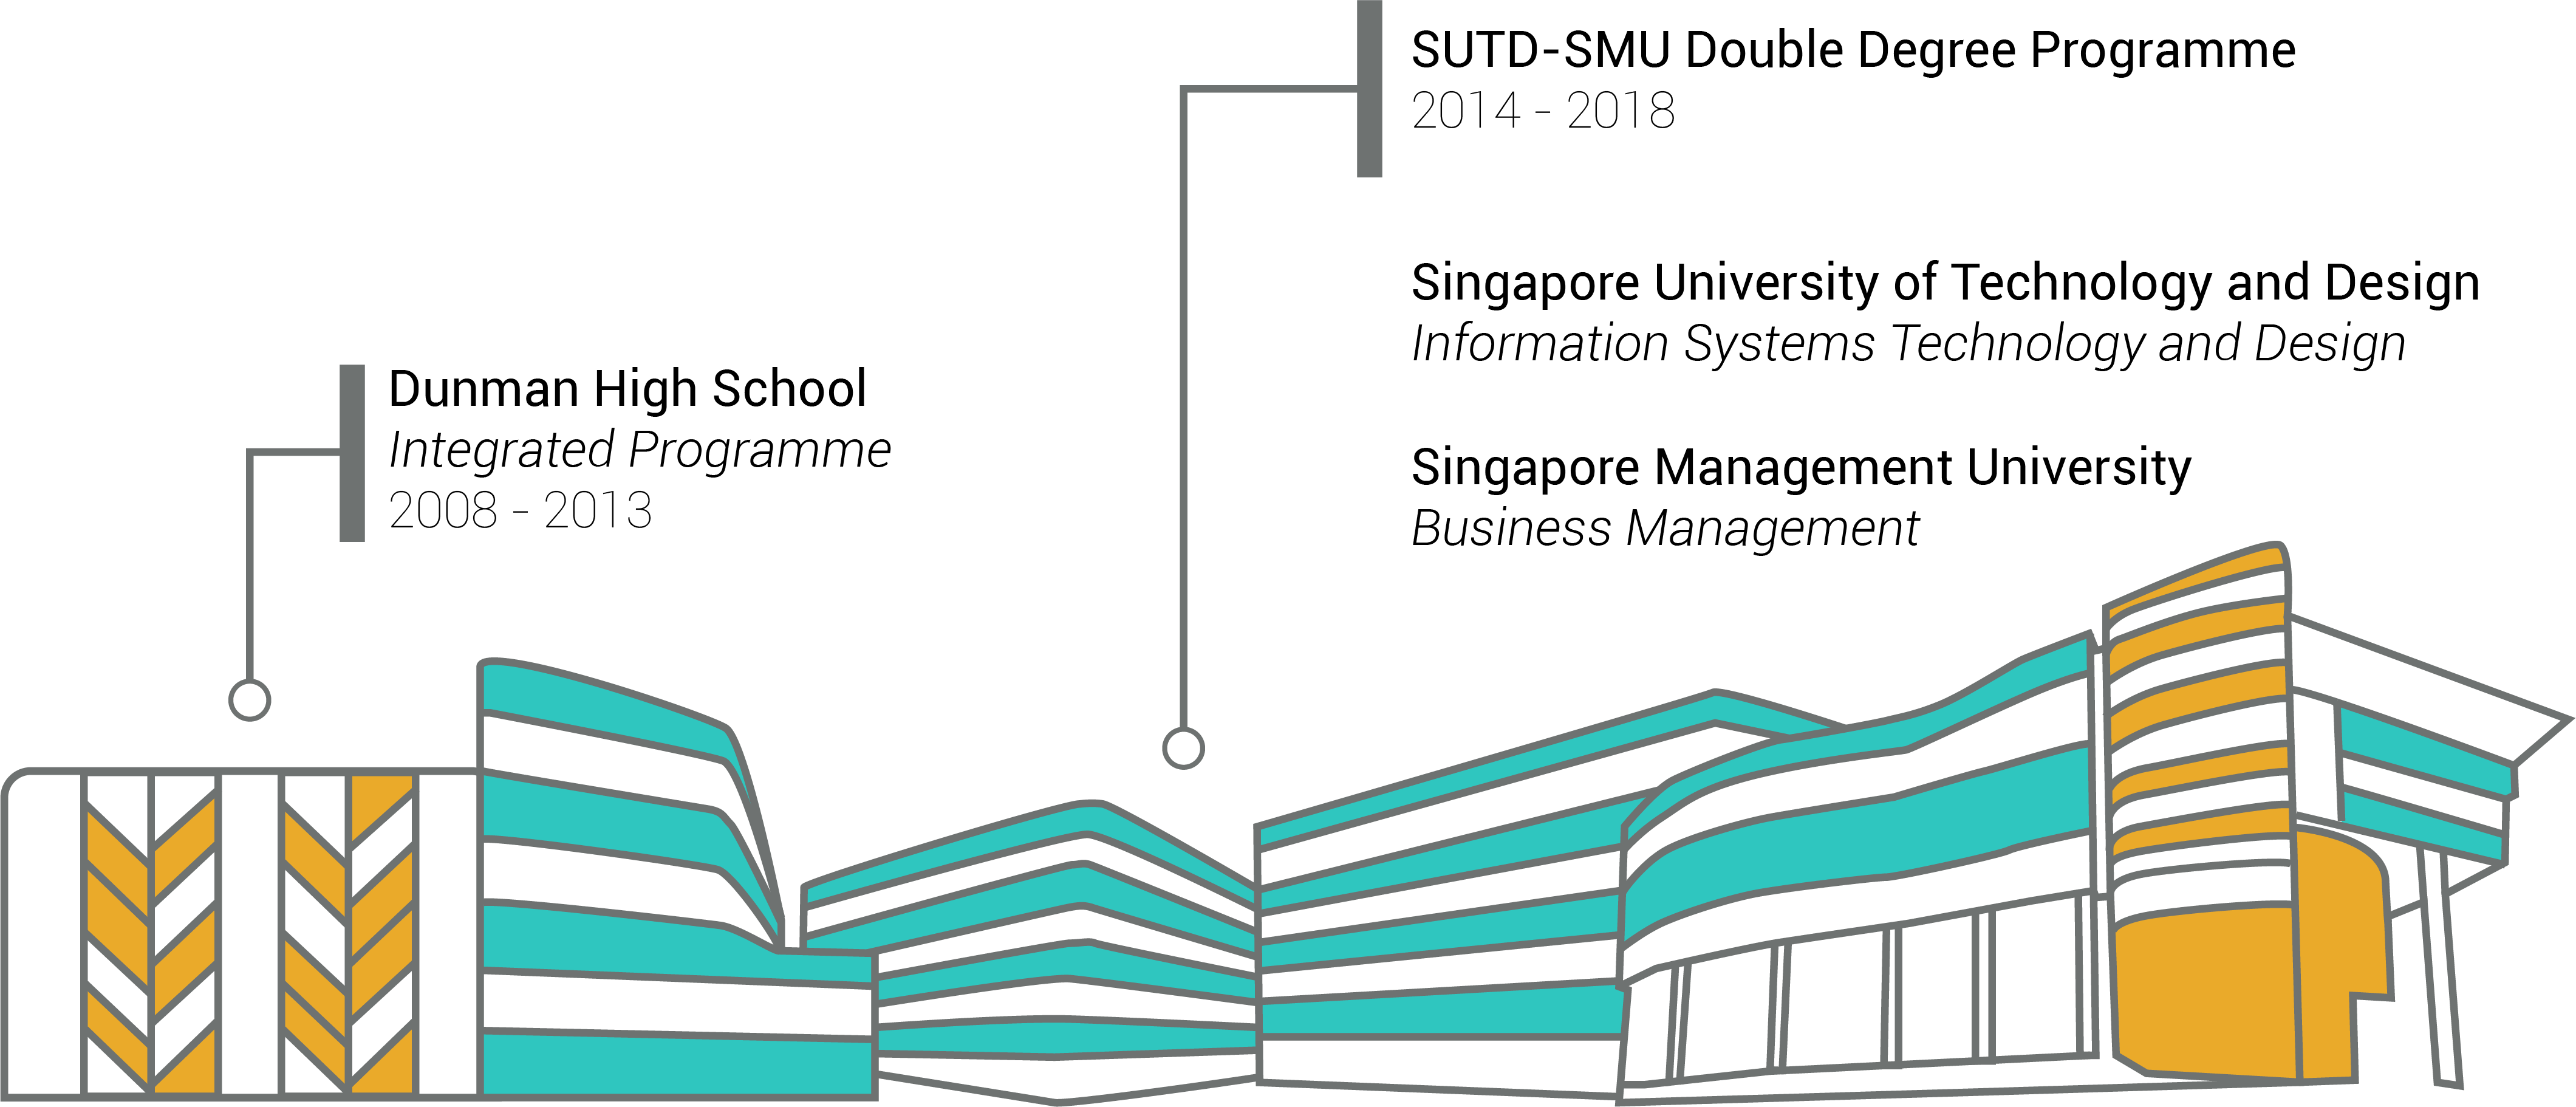 Dunman High School
Integrated Programme
2008 - 2013
SUTD-SMU Double Degree Programme
2014 - 2018
Singapore University of Technology and Design
Information Systems Technology and Design
Singapore Management University
Business Management